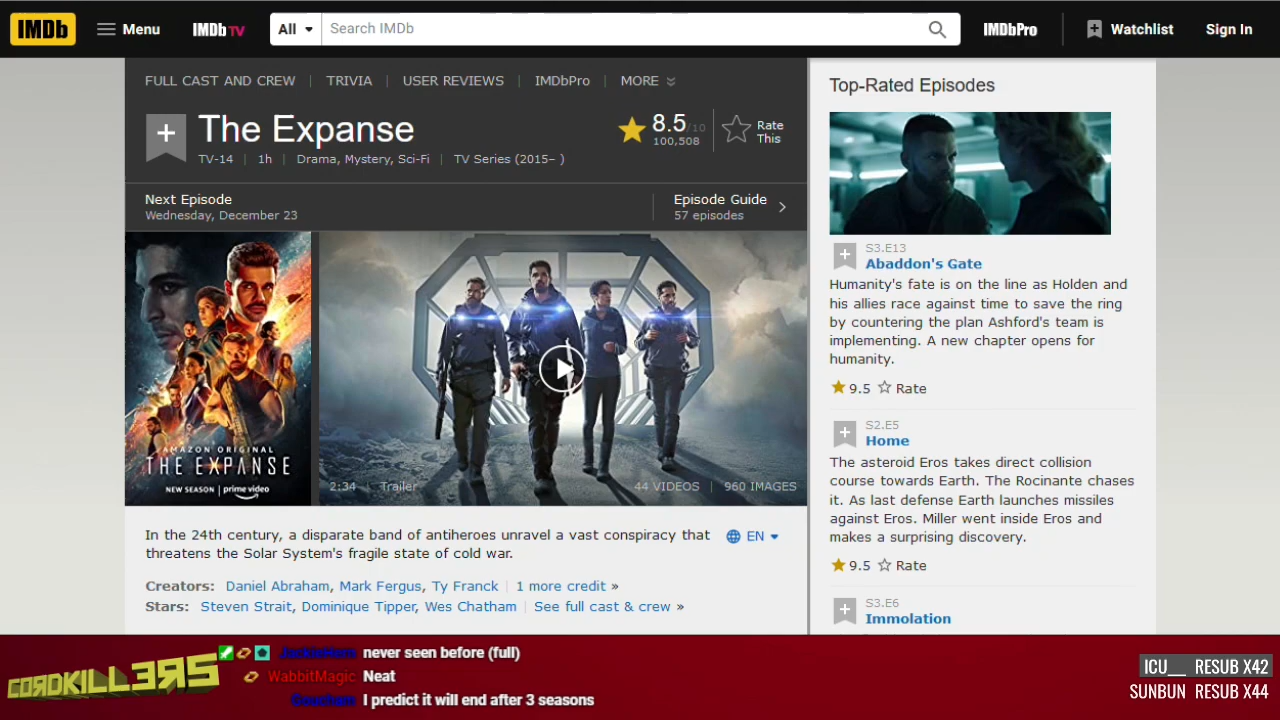 IMDb
Menu
IMDb TV
All
Search IMDb
IMDbPro
Watchlist
Sign In
FULL CAST AND CREW | TRIVIA | USER REVIEWS | IMDbPro | MORE
The Expanse
8.5/10
100,508
Rate This
TV-14 | 1h | Drama, Mystery, Sci-Fi | TV Series (2015– )
Next Episode
Wednesday, December 23
Episode Guide
57 episodes
AMAZON ORIGINAL
THE EXPANSE
NEW SEASON | prime video
2:34 | Trailer
44 VIDEOS | 960 IMAGES
In the 24th century, a disparate band of antiheroes unravel a vast conspiracy that
threatens the Solar System's fragile state of cold war.
EN
Creators: Daniel Abraham, Mark Fergus, Ty Franck | 1 more credit »
Stars: Steven Strait, Dominique Tipper, Wes Chatham | See full cast & crew »
Top-Rated Episodes
S3.E13
Abaddon's Gate
Humanity's fate is on the line as Holden and
his allies race against time to save the ring
by countering the plan Ashford's team is
implementing. A new chapter opens for
humanity.
9.5 Rate
S2.E5
Home
The asteroid Eros takes direct collision
course towards Earth. The Rocinante chases
it. As last defense Earth launches missiles
against Eros. Miller went inside Eros and
makes a surprising discovery.
9.5 Rate
S3.E6
Immolation
CORDKILLERS
never seen before (full)
WabbitMagic Neat
I predict it will end after 3 seasons
ICU__ RESUB X42
SUNBUN RESUB X44